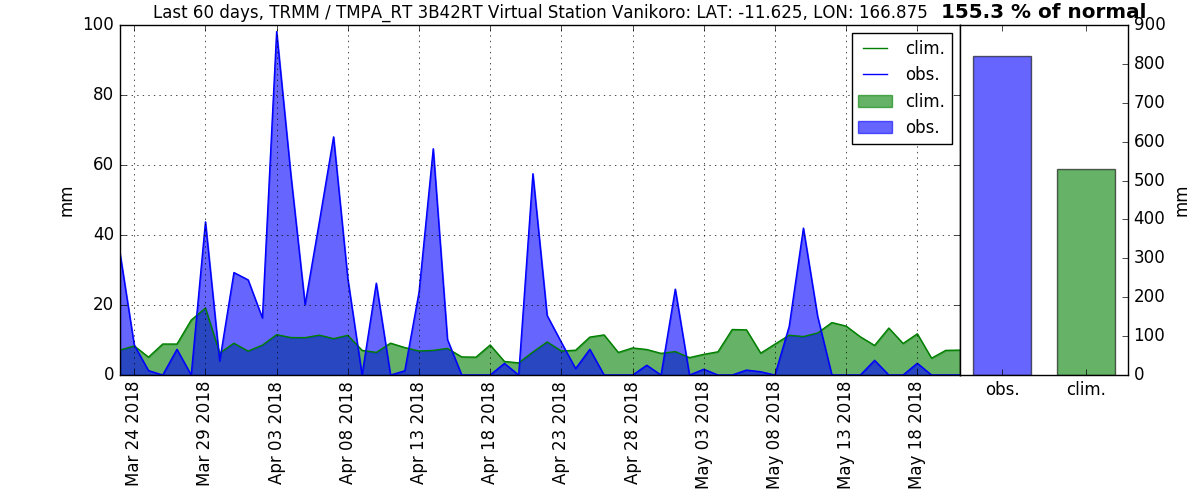 Last 60 days, TRMM / TMPA_RT 3B42RT Virtual Station Vanikoro: LAT: -11.625, LON: 166.875
155.3 % of normal
100
80
60
40
20
0
mm
clim.
obs.
clim.
obs.
900
800
700
600
500
400
300
200
100
0
mm
Mar 24 2018
Mar 29 2018
Apr 03 2018
Apr 08 2018
Apr 13 2018
Apr 18 2018
Apr 23 2018
Apr 28 2018
May 03 2018
May 08 2018
May 13 2018
May 18 2018
obs.
clim.